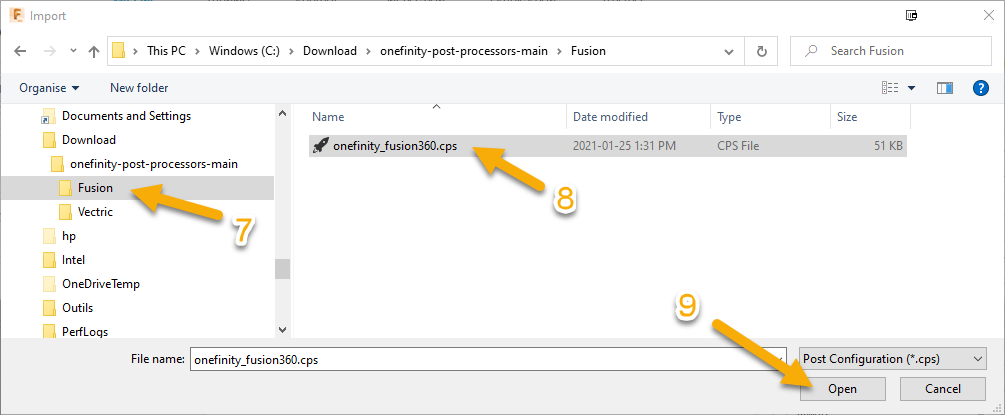 Import
This PC > Windows (C:) > Download > onefinity-post-processors-main > Fusion
Search Fusion
Organise New folder
Name Date modified Type Size
Documents and Settings
Download
onefinity-post-processors-main
Fusion
Vectric
hp
Intel
OneDriveTemp
Outils
PerfLogs
onefinity_fusion360.cps 2021-01-25 1:31 PM CPS File 51 KB
7
8
9
File name: onefinity_fusion360.cps Post Configuration (*.cps)
Open Cancel